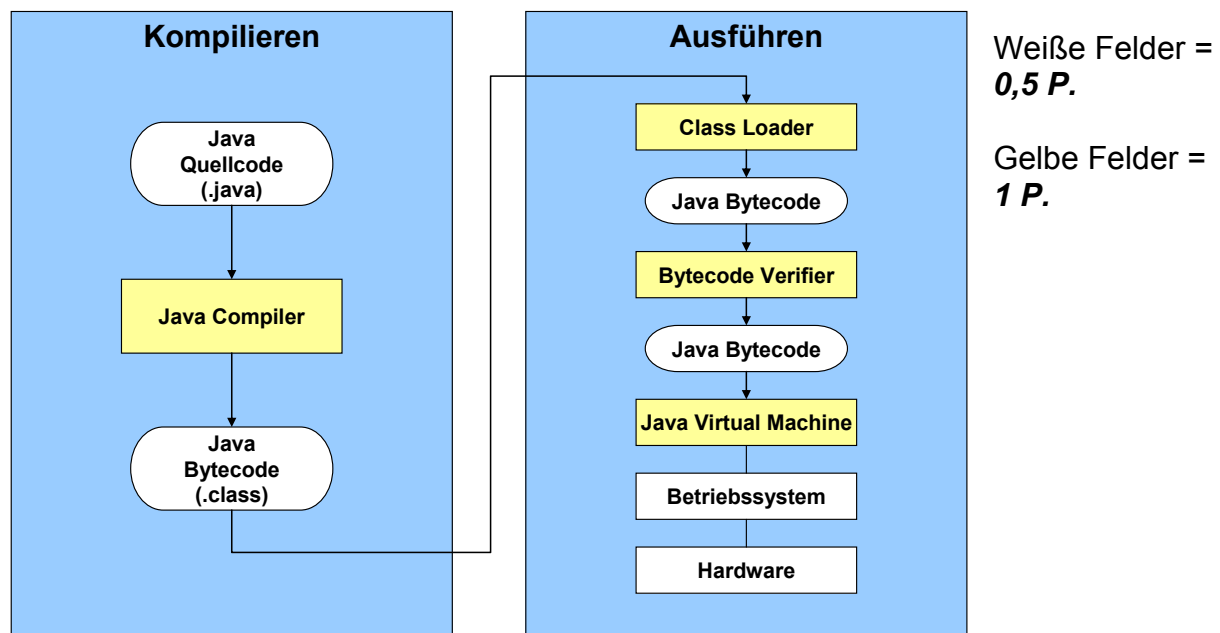 Kompilieren
Java
Quellcode
(.java)
Java Compiler
Java
Bytecode
(.class)
Ausführen
Class Loader
Java Bytecode
Bytecode Verifier
Java Bytecode
Java Virtual Machine
Betriebssystem
Hardware
Weiße Felder =
0,5 P.
Gelbe Felder =
1 P.